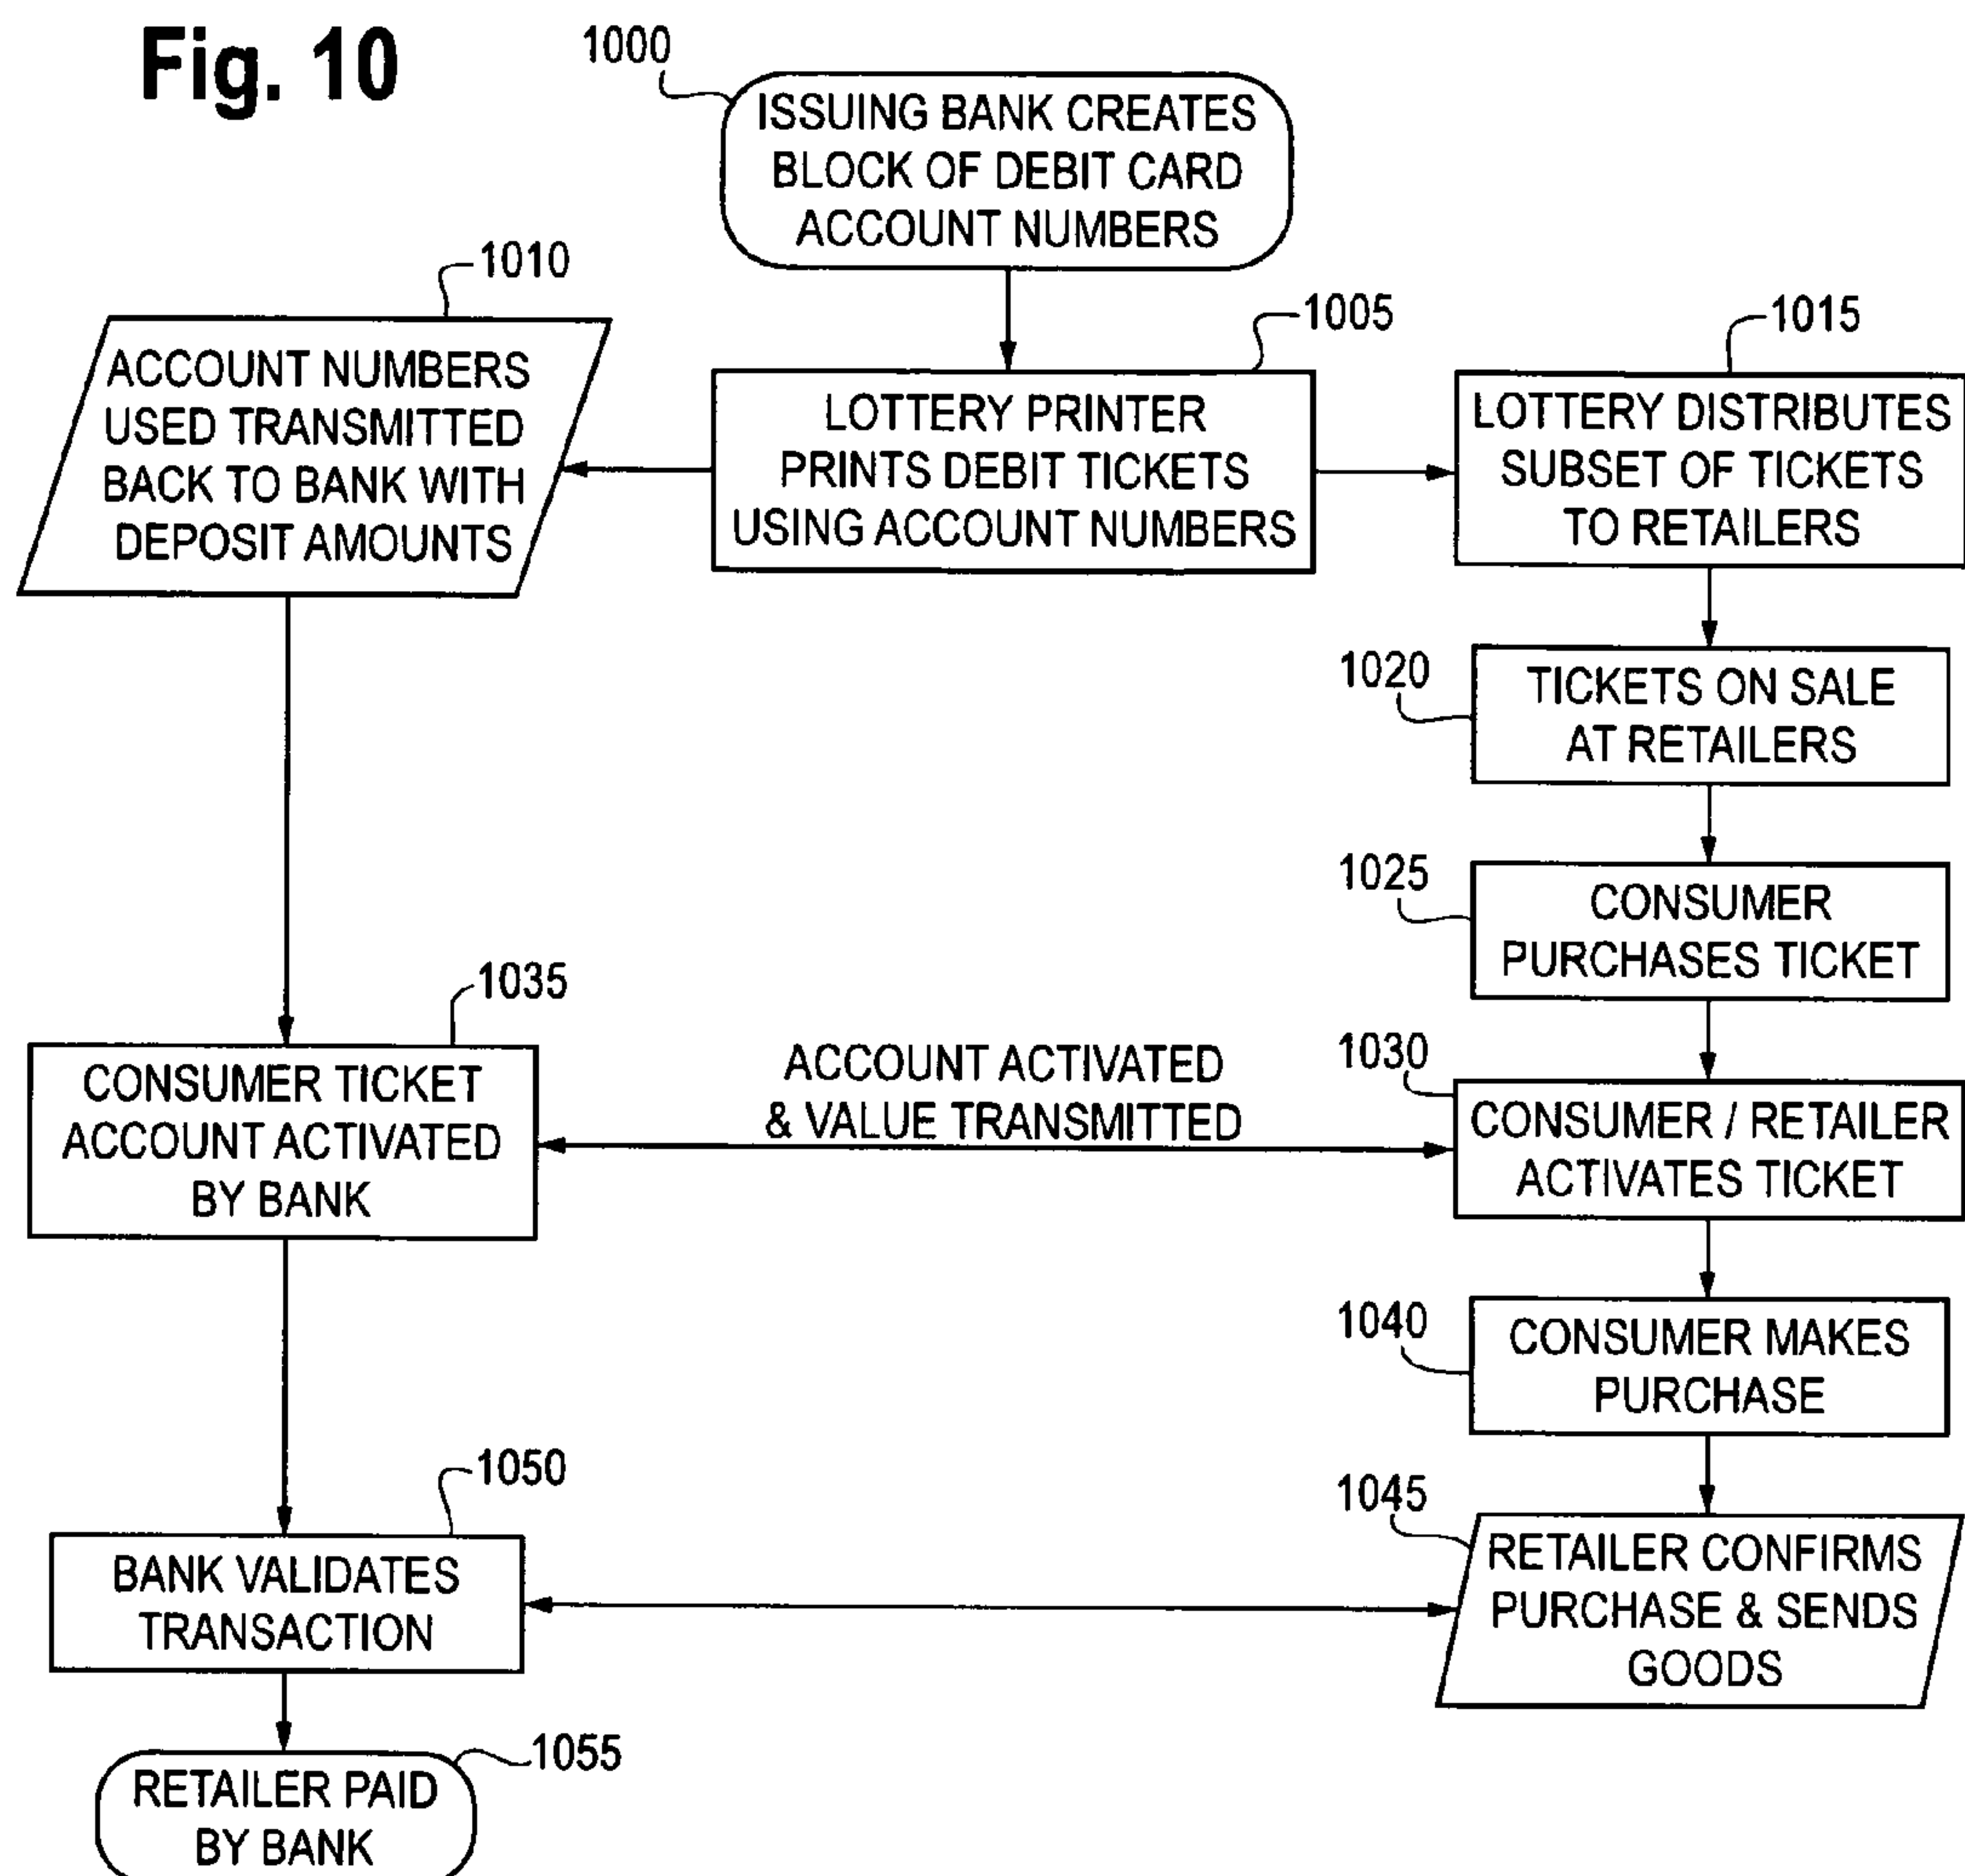 Fig. 10
1000
ISSUING BANK CREATES
BLOCK OF DEBIT CARD
ACCOUNT NUMBERS
1010
ACCOUNT NUMBERS
USED TRANSMITTED
BACK TO BANK WITH
DEPOSIT AMOUNTS
1005
LOTTERY PRINTER
PRINTS DEBIT TICKETS
USING ACCOUNT NUMBERS
1015
LOTTERY DISTRIBUTES
SUBSET OF TICKETS
TO RETAILERS
1020
TICKETS ON SALE
AT RETAILERS
1025
CONSUMER
PURCHASES TICKET
1035
CONSUMER TICKET
ACCOUNT ACTIVATED
BY BANK
ACCOUNT ACTIVATED
& VALUE TRANSMITTED
1030
CONSUMER / RETAILER
ACTIVATES TICKET
1040
CONSUMER MAKES
PURCHASE
1050
BANK VALIDATES
TRANSACTION
1045
RETAILER CONFIRMS
PURCHASE & SENDS
GOODS
1055
RETAILER PAID
BY BANK